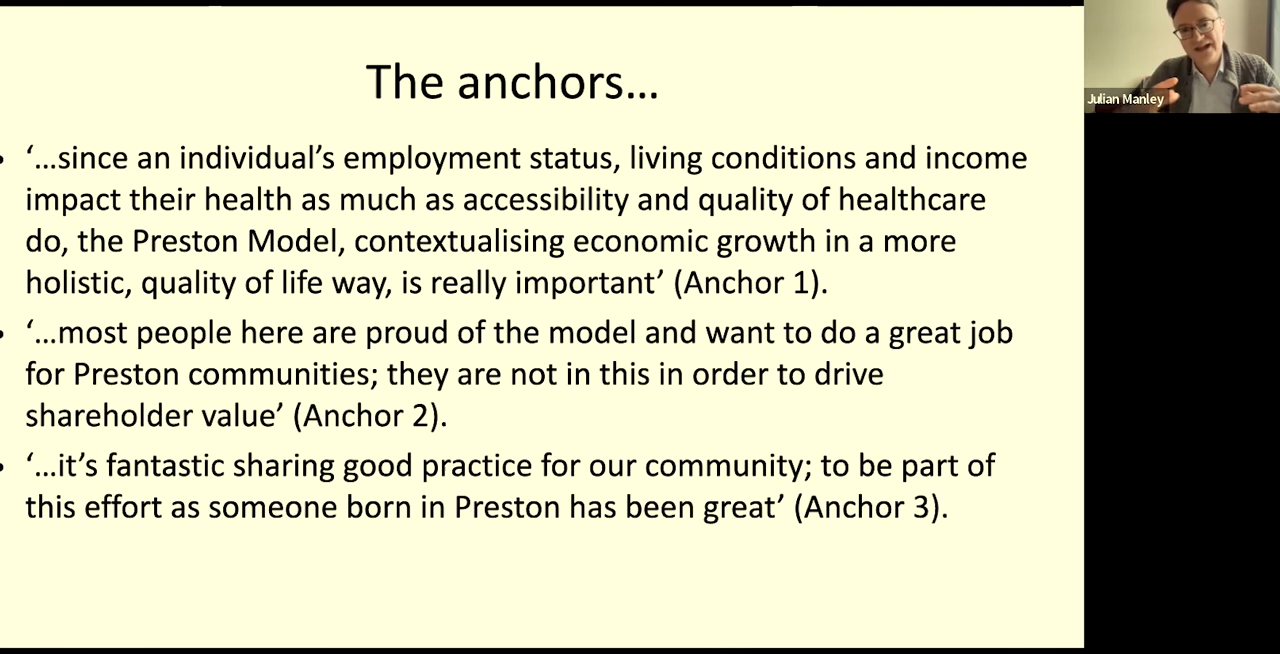 The anchors...
• ‘...since an individual’s employment status, living conditions and income
impact their health as much as accessibility and quality of healthcare
do, the Preston Model, contextualising economic growth in a more
holistic, quality of life way, is really important’ (Anchor 1).
• ‘...most people here are proud of the model and want to do a great job
for Preston communities; they are not in this in order to drive
shareholder value’ (Anchor 2).
• ‘...it’s fantastic sharing good practice for our community; to be part of
this effort as someone born in Preston has been great’ (Anchor 3).
Julian Manley